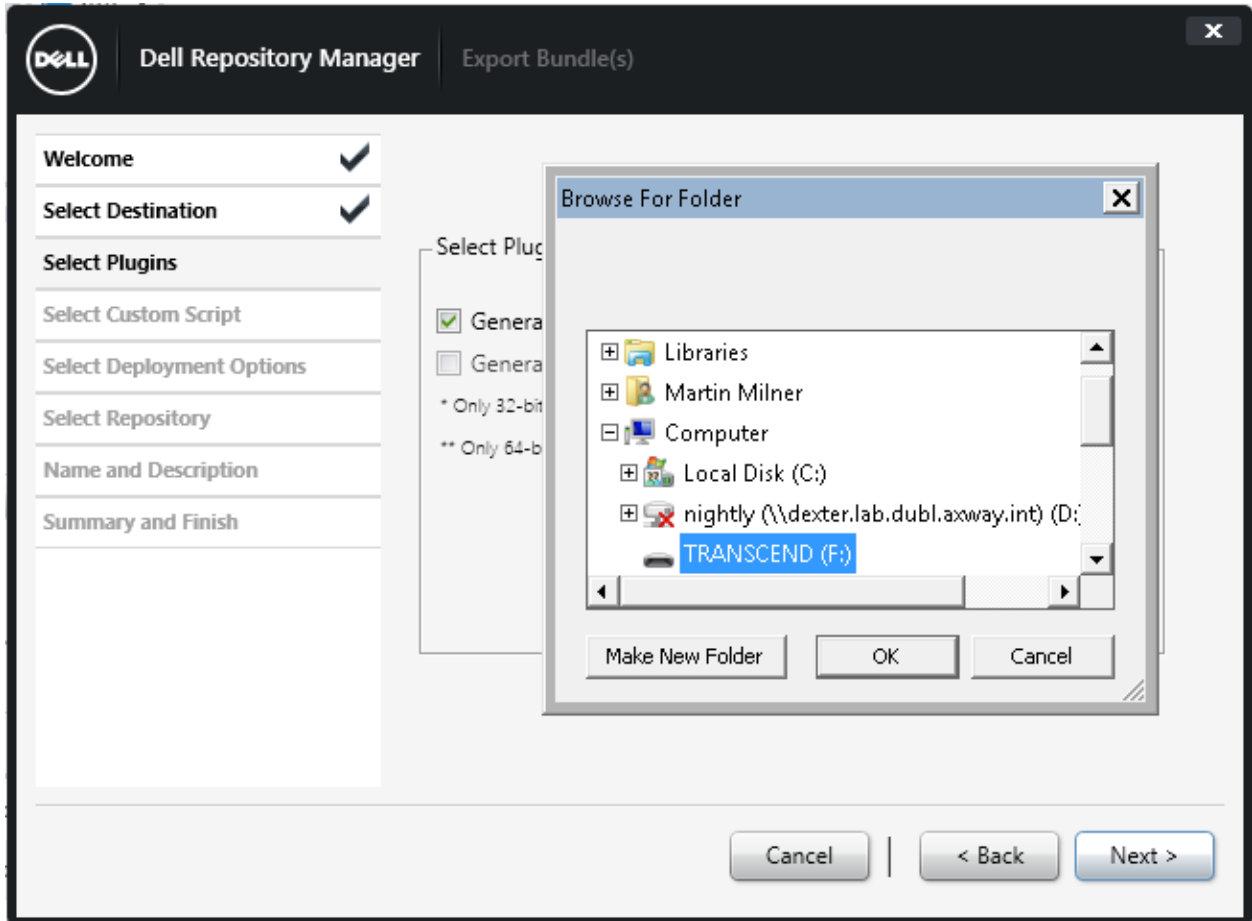 DELL
Dell Repository Manager
Export Bundle(s)
x
Welcome
Select Destination
Select Plugins
Select Custom Script
Select Deployment Options
Select Repository
Name and Description
Summary and Finish
Select Plug
Genera
Genera
* Only 32-bit
** Only 64-b
Browse For Folder
Libraries
Martin Milner
Computer
Local Disk (C:)
nightly (\\dexter.lab.dubl.axway.int) (D:
TRANSCEND (F:)
Make New Folder
OK
Cancel
Cancel
< Back
Next >